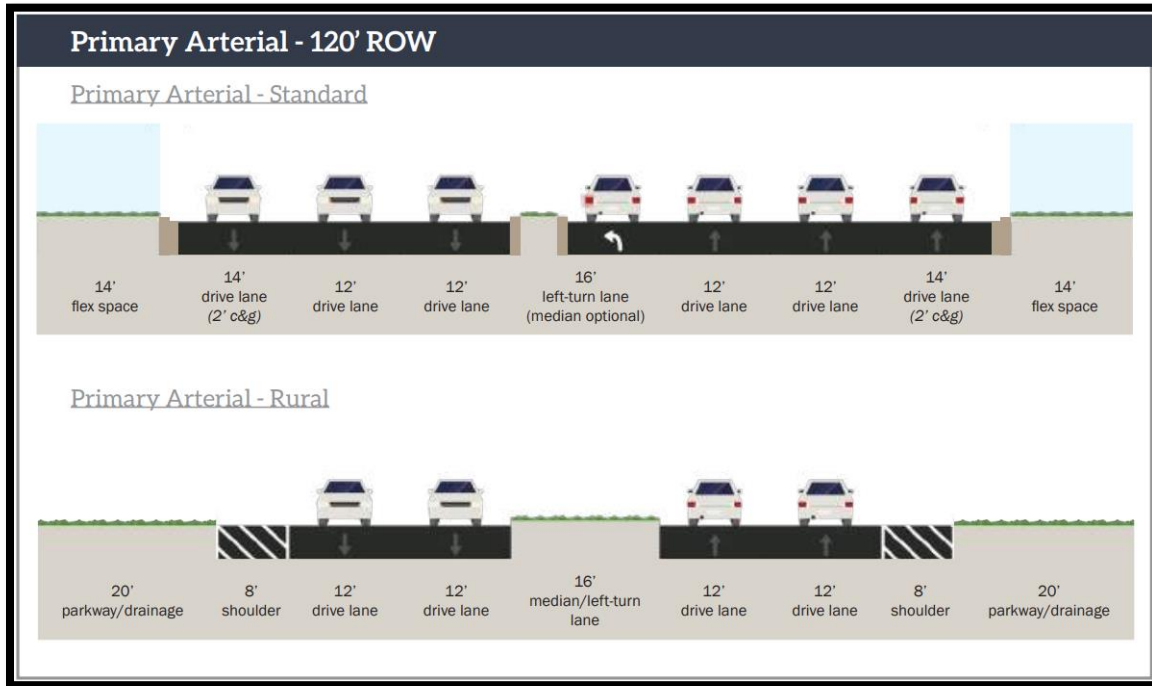 Primary Arterial - 120' ROW
Primary Arterial - Standard
14'
flex space
14'
drive lane
(2' c&g)
12'
drive lane
12'
drive lane
16'
left-turn lane
(median optional)
12'
drive lane
12'
drive lane
14'
drive lane
(2' c&g)
14'
flex space
Primary Arterial - Rural
20'
parkway/drainage
8'
shoulder
12'
drive lane
12'
drive lane
16'
median/left-turn
lane
12'
drive lane
12'
drive lane
8'
shoulder
20'
parkway/drainage